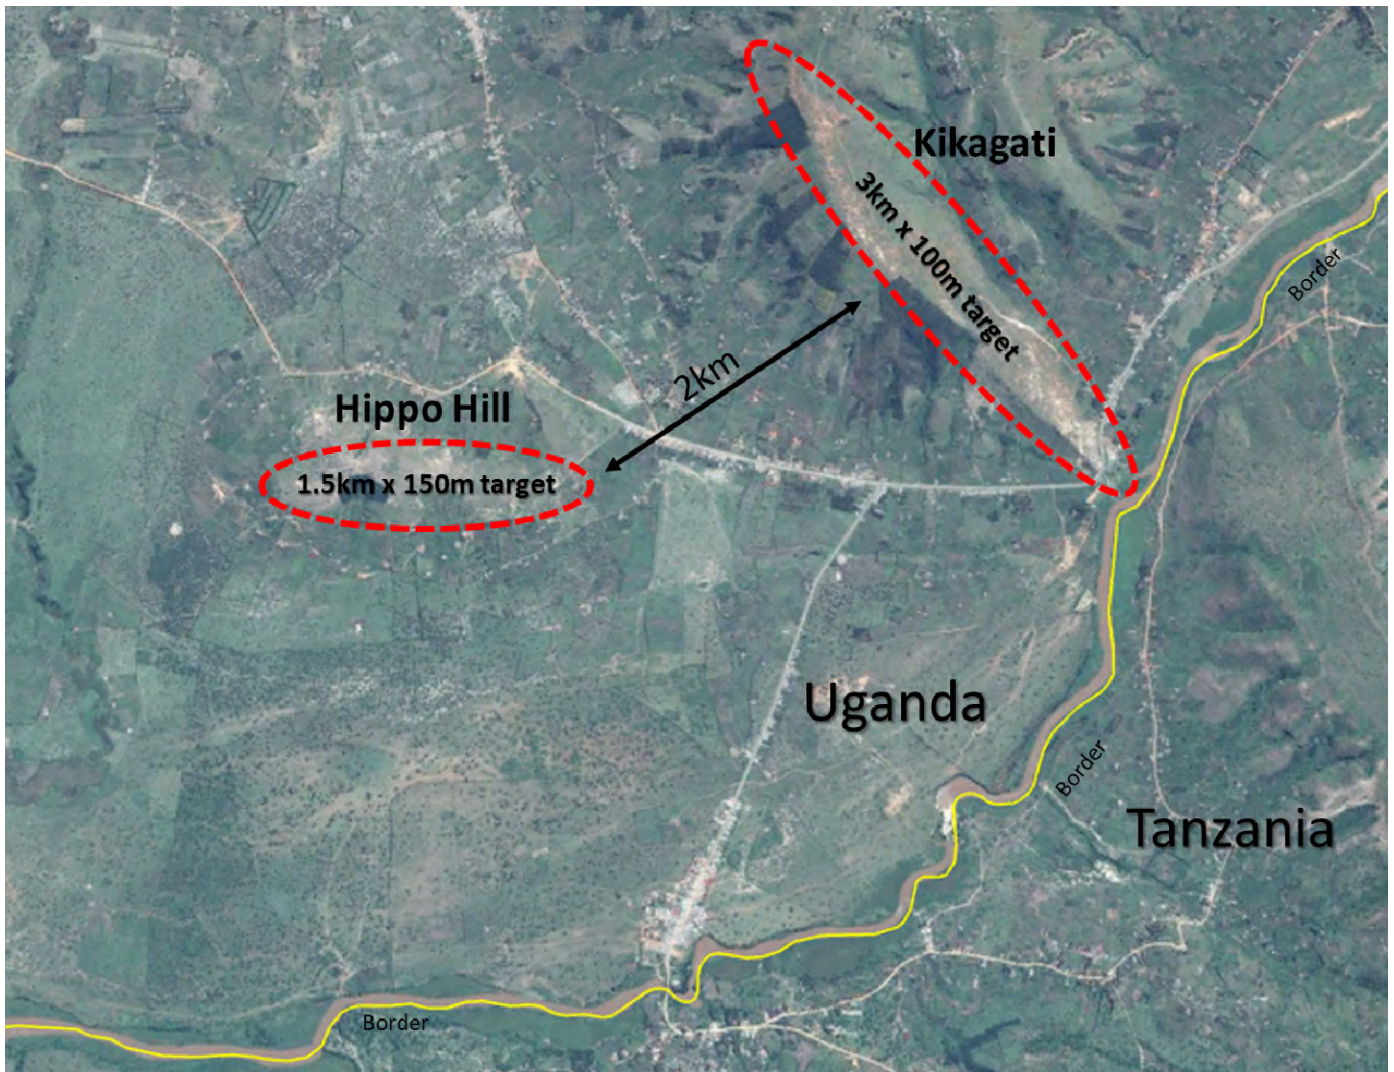 Kikagati
3km x 100m target
Border
2km
Hippo Hill
1.5km x 150m target
Uganda
Border
Tanzania
Border